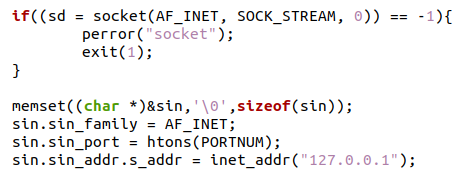 if((sd = socket(AF_INET, SOCK_STREAM, 0)) == -1){
        perror("socket");
        exit(1);
}

memset((char *)&sin,'\0',sizeof(sin));
sin.sin_family = AF_INET;
sin.sin_port = htons(PORTNUM);
sin.sin_addr.s_addr = inet_addr("127.0.0.1");